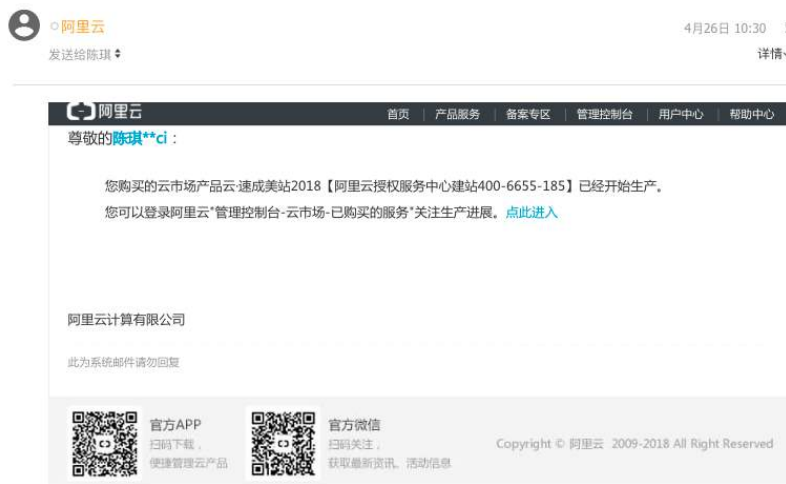 阿里云
4月26日 10:30
发送给陈琪
详情
阿里云
首页 | 产品服务 | 备案专区 | 管理控制台 | 用户中心 | 帮助中心
尊敬的陈琪**ci：
您购买的云市场产品云·速成美站2018【阿里云授权服务中心建站400-6655-185】已经开始生产。
您可以登录阿里云"管理控制台-云市场-已购买的服务"关注生产进展。点此进入
阿里云计算有限公司
此为系统邮件请勿回复
官方APP
扫码下载，
便捷管理云产品
官方微信
扫码关注，
获取最新资讯、活动信息
Copyright © 阿里云 2009-2018 All Right Reserved